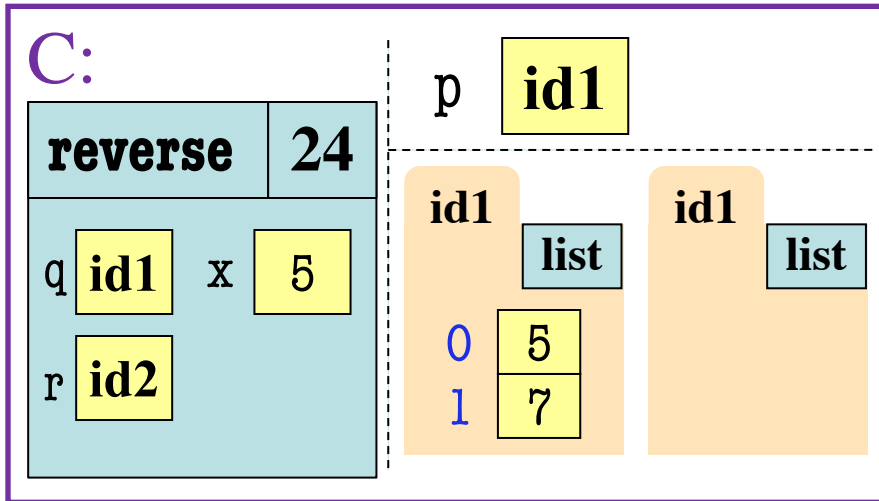 C:
reverse 24
q id1 x 5
r id2
p id1
id1
list
0 5
1 7
id1
list